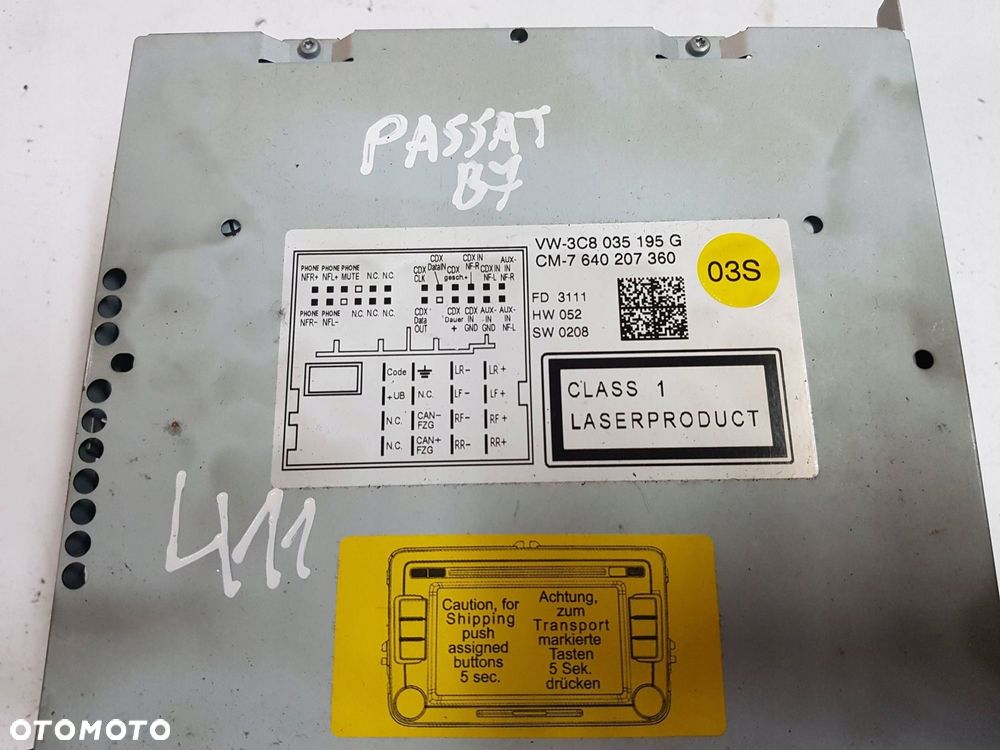 PASSAT
B7
VW-3C8 035 195 G
CM-7 640 207 360
03S
FD 3111
HW 052
SW 0208
CLASS 1
LASERPRODUCT
PHONE PHONE PHONE
NFR+ NFL+ MUTE N.C. N.C.
CDX CLK
CDX DataIN
CDX gesch.+
CDX IN NF-R
CDX IN NF-L
AUX-IN NF-R
PHONE PHONE N.C. N.C. N.C.
NFR- NFL-
CDX Data OUT
CDX Dauer +
CDX IN GND
AUX-IN GND
AUX-IN NF-L
Code LR- LR+
+UB N.C. LF- LF+
N.C. CAN- FZG RF- RF+
N.C. CAN+ FZG RR- RR+
411
Caution, for
Shipping
push
assigned
buttons
5 sec.
Achtung,
zum
Transport
markierte
Tasten
5 Sek.
drücken
OTOMOTO